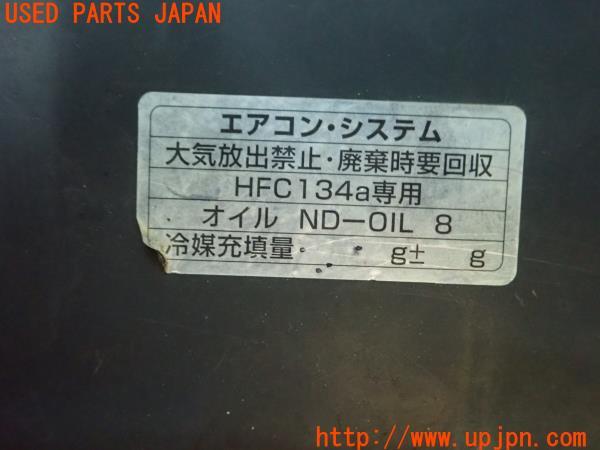 USED PARTS JAPAN
エアコン・システム
大気放出禁止・廃棄時要回収
HFC134a専用
オイル ND－OIL 8
冷媒充填量 g± g
http://www.upjpn.com/